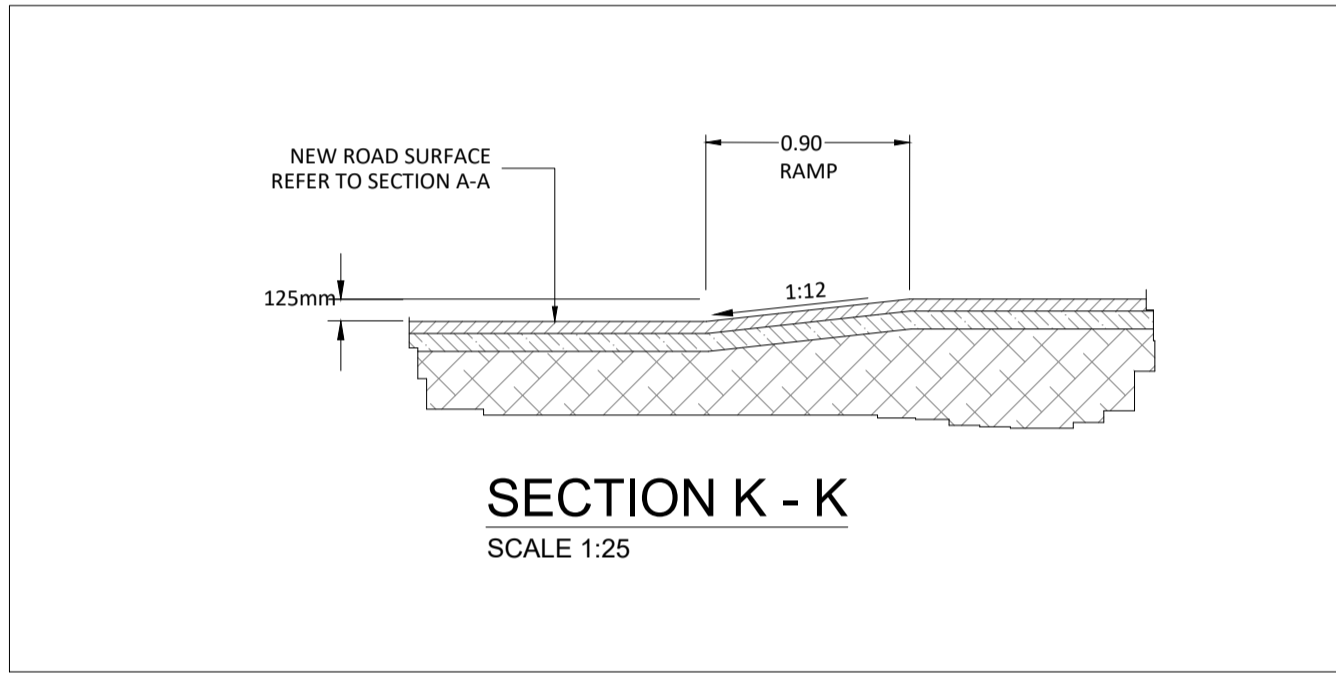 NEW ROAD SURFACE
REFER TO SECTION A-A
0.90
RAMP
125mm
1:12
SECTION K - K
SCALE 1:25